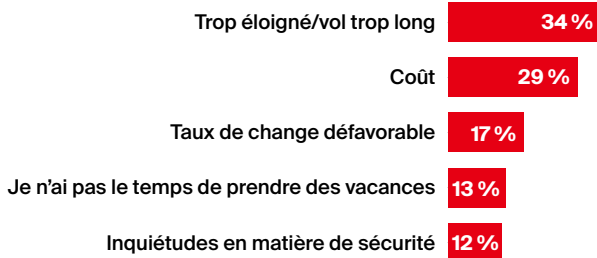 Trop éloigné/vol trop long 34 %
Coût 29 %
Taux de change défavorable 17 %
Je n’ai pas le temps de prendre des vacances 13 %
Inquiétudes en matière de sécurité 12 %